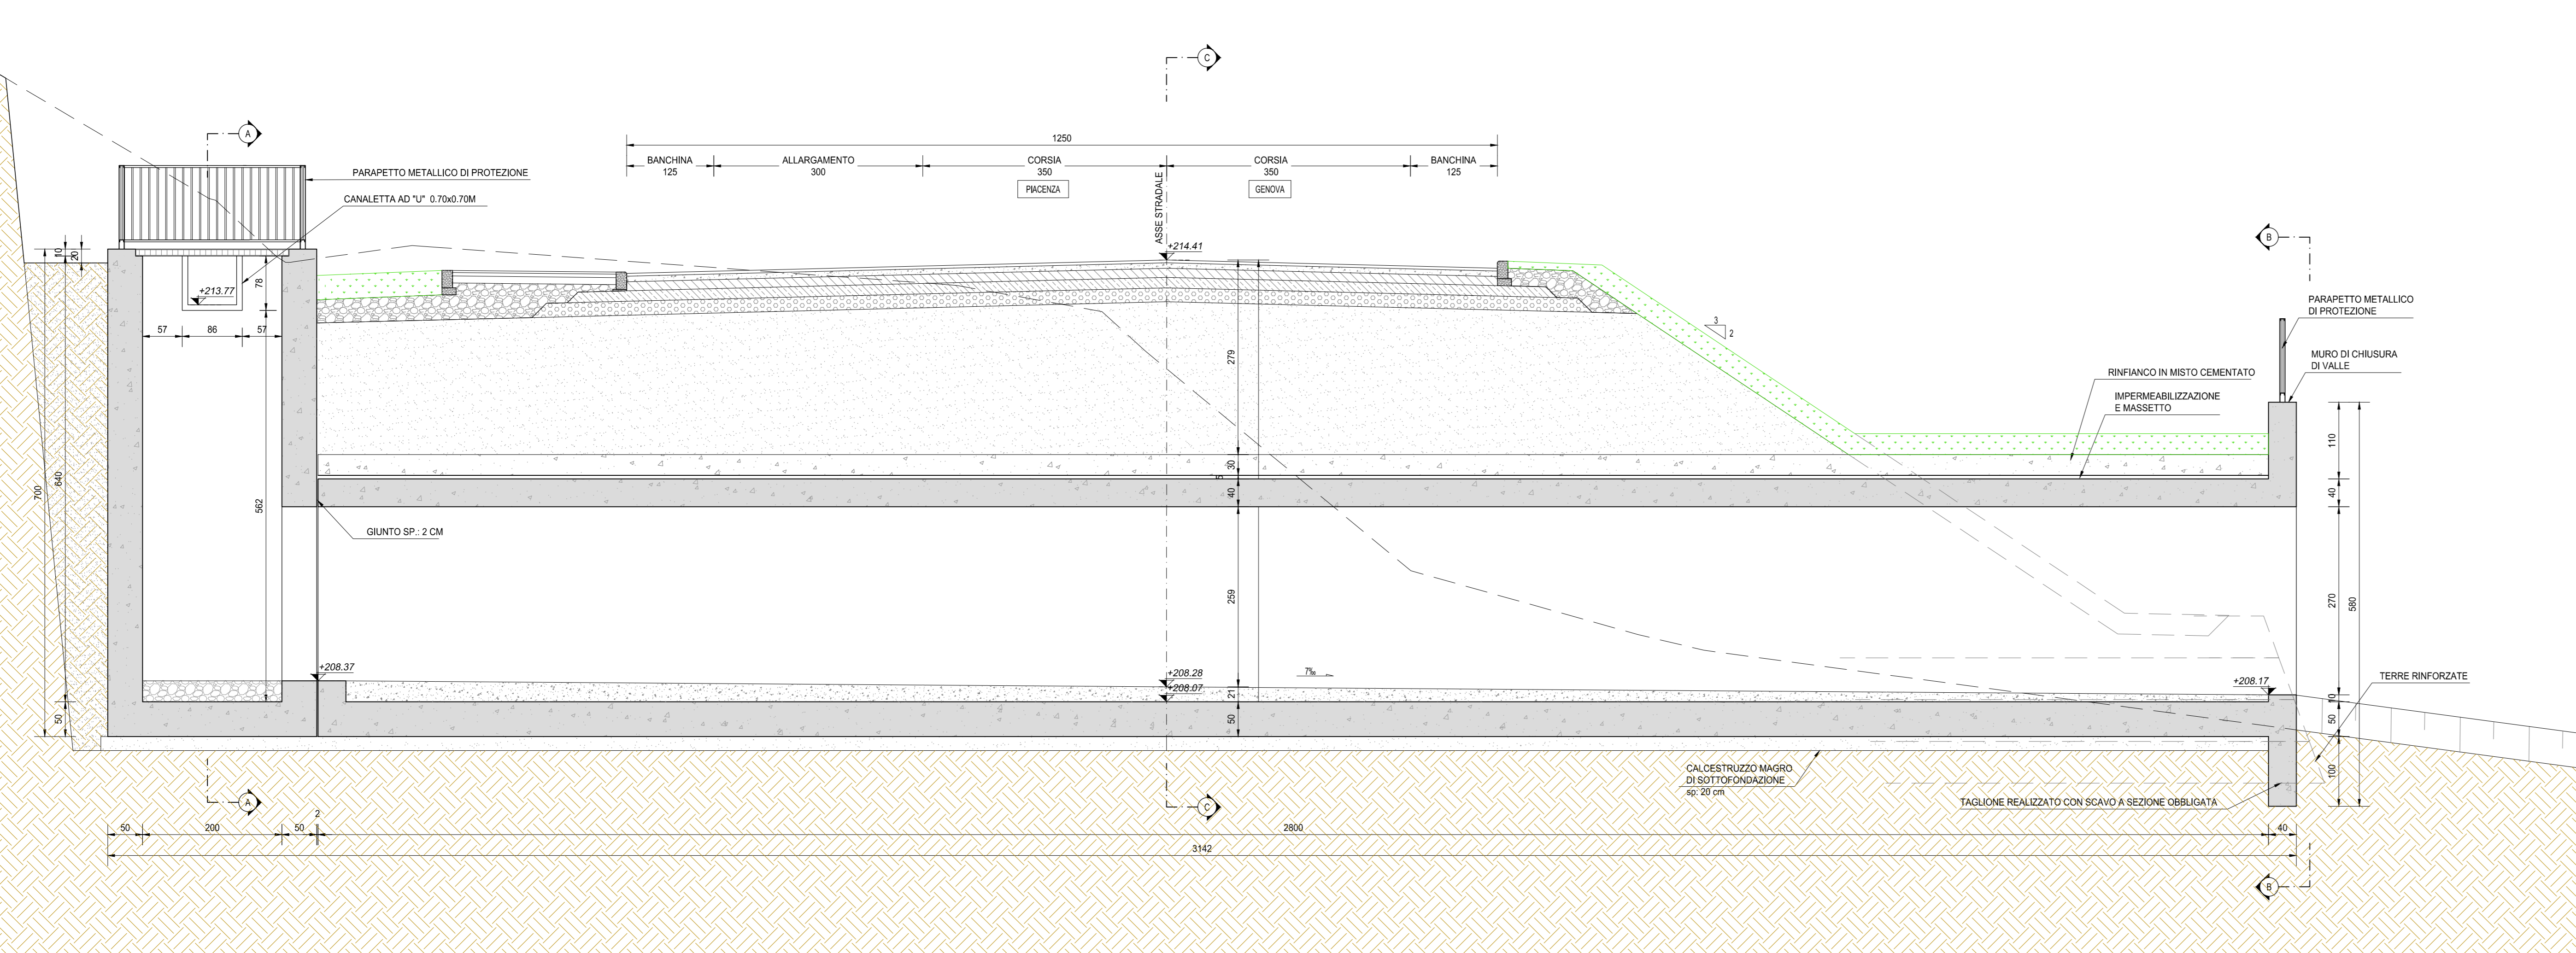 C
A
1250
BANCHINA
ALLARGAMENTO
CORSIA
CORSIA
BANCHINA
125
300
350
350
125
PIACENZA
GENOVA
PARAPETTO METALLICO DI PROTEZIONE
CANALETTA AD "U"  0.70x0.70M
ASSE STRADALE
+214.41
B
10
20
78
+213.77
57
86
57
PARAPETTO METALLICO
DI PROTEZIONE
3
2
279
MURO DI CHIUSURA
DI VALLE
RINFIANCO IN MISTO CEMENTATO
IMPERMEABILIZZAZIONE
E MASSETTO
110
30
5
40
40
700
640
562
GIUNTO SP.: 2 CM
259
270
580
+208.37
+208.28
+208.07
7‰
21
+208.17
10
TERRE RINFORZATE
50
50
50
100
CALCESTRUZZO MAGRO
DI SOTTOFONDAZIONE
sp: 20 cm
TAGLIONE REALIZZATO CON SCAVO A SEZIONE OBBLIGATA
A
C
2
50
200
50
2800
40
3142
B